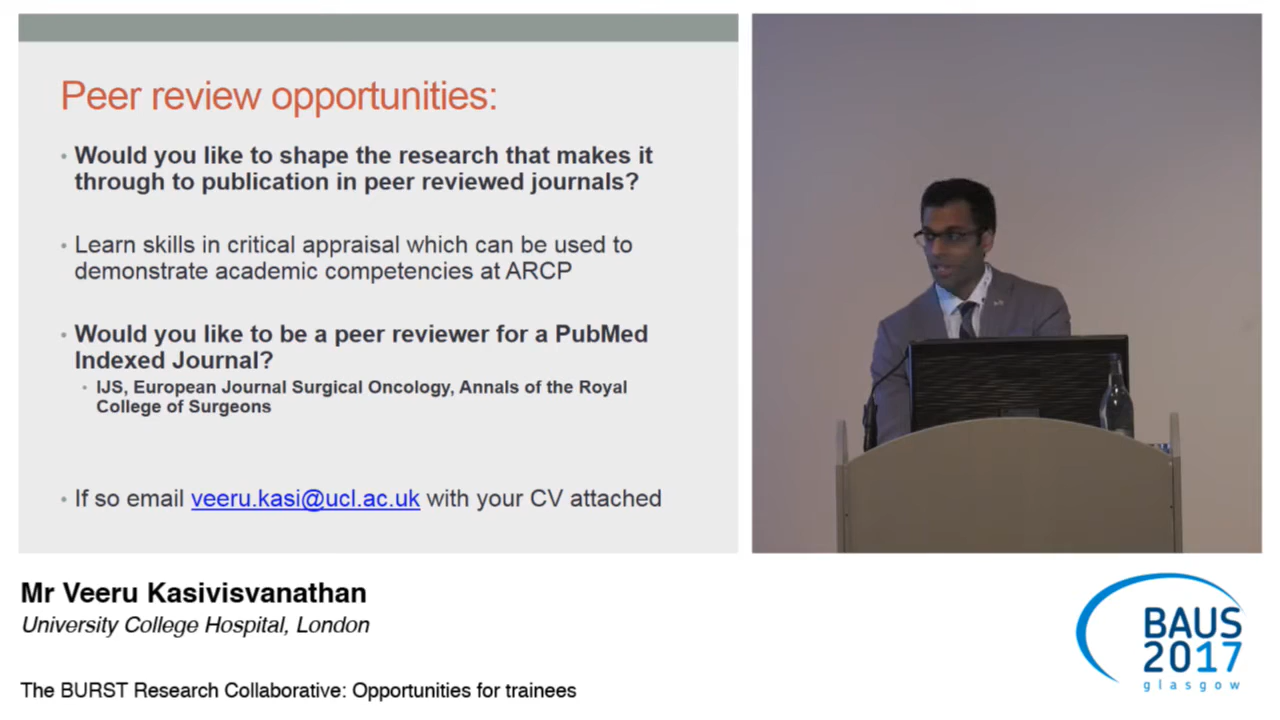 Peer review opportunities:
• Would you like to shape the research that makes it
through to publication in peer reviewed journals?
• Learn skills in critical appraisal which can be used to
demonstrate academic competencies at ARCP
• Would you like to be a peer reviewer for a PubMed
Indexed Journal?
• IJS, European Journal Surgical Oncology, Annals of the Royal
College of Surgeons
• If so email veeru.kasi@ucl.ac.uk with your CV attached
Mr Veeru Kasivisvanathan
University College Hospital, London
The BURST Research Collaborative: Opportunities for trainees
BAUS
2017
glasgow